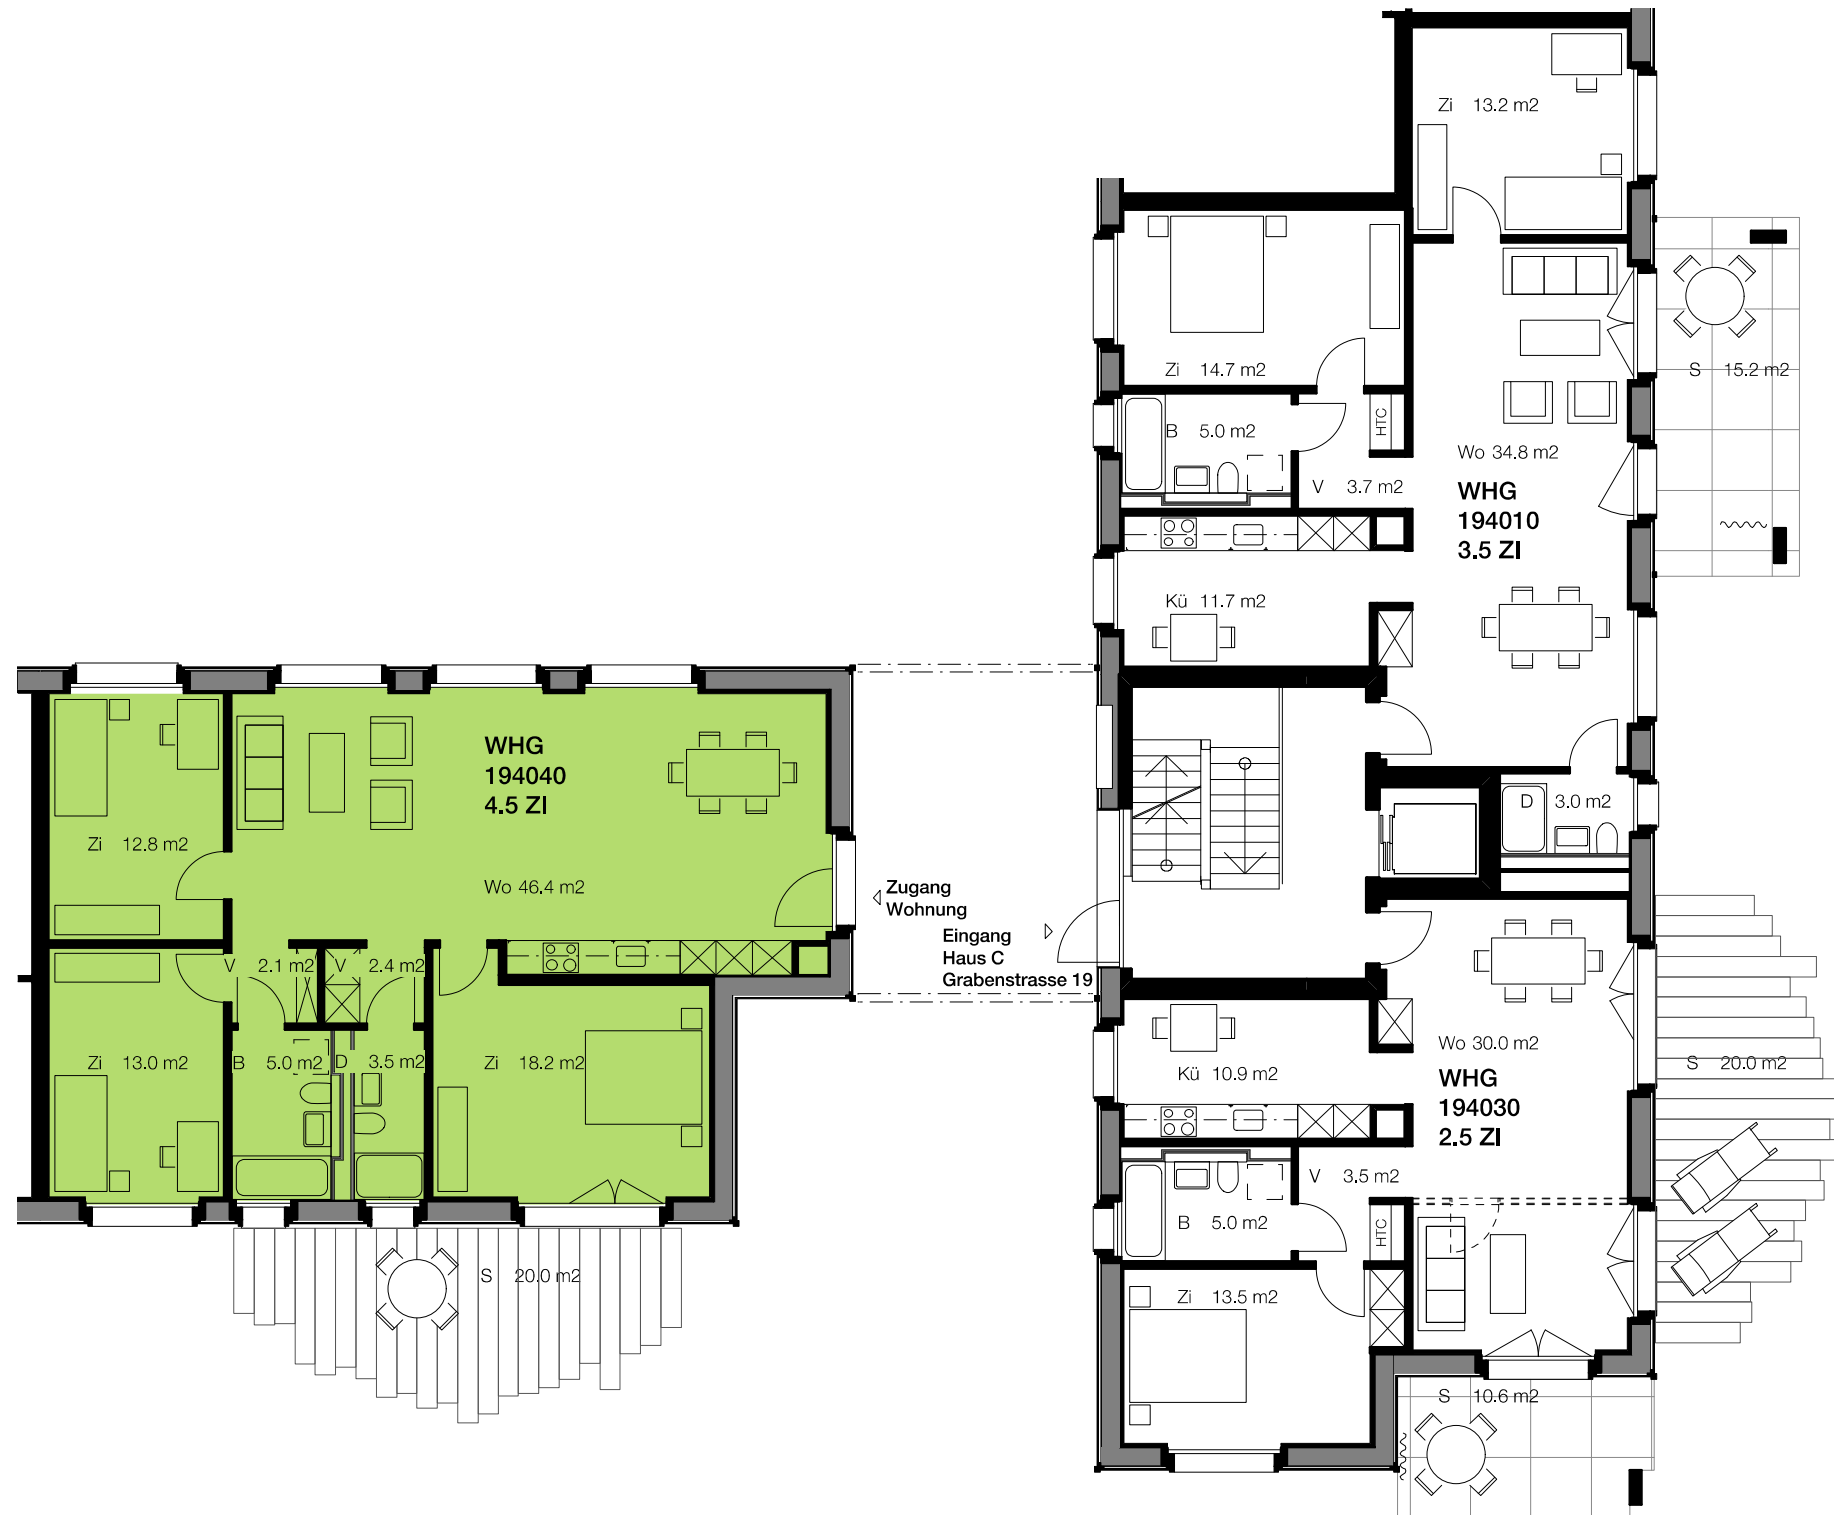 Zi 13.2 m2
Zi 14.7 m2
S 15.2 m2
B 5.0 m2
HTC
Wo 34.8 m2
V 3.7 m2
WHG
194010
3.5 ZI
Kü 11.7 m2
D 3.0 m2
WHG
194040
4.5 ZI
Zi 12.8 m2
Wo 46.4 m2
Zugang
Wohnung
Eingang
Haus C
Grabenstrasse 19
V 2.1 m2
V 2.4 m2
Zi 13.0 m2
B 5.0 m2
D 3.5 m2
Zi 18.2 m2
S 20.0 m2
Wo 30.0 m2
Kü 10.9 m2
WHG
194030
2.5 ZI
S 20.0 m2
V 3.5 m2
B 5.0 m2
HTC
Zi 13.5 m2
S 10.6 m2